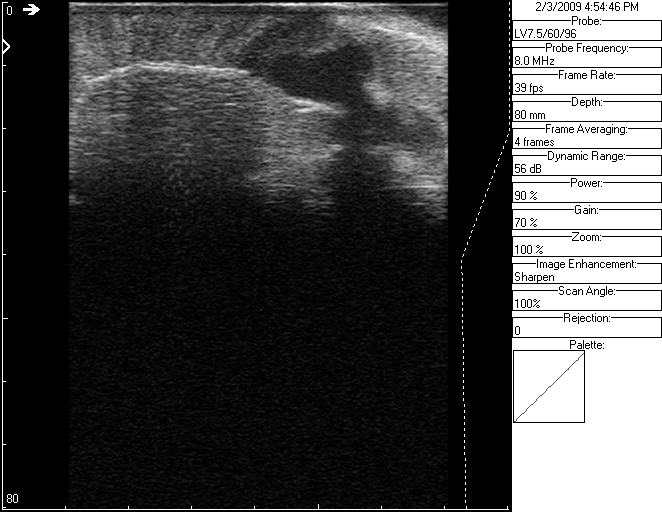 0
80
2/3/2009 4:54:46 PM
Probe:
LV7.5/60/96
Probe Frequency:
8.0 MHz
Frame Rate:
39 fps
Depth:
80 mm
Frame Averaging:
4 frames
Dynamic Range:
56 dB
Power:
90 %
Gain:
70 %
Zoom:
100 %
Image Enhancement:
Sharpen
Scan Angle:
100%
Rejection:
0
Palette: